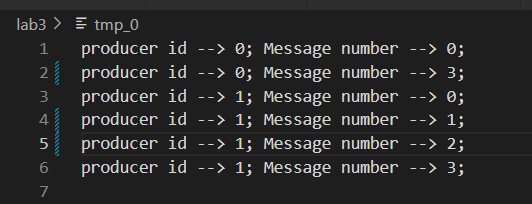 lab3 > tmp_0
1 producer id --> 0; Message number --> 0;
2 producer id --> 0; Message number --> 3;
3 producer id --> 1; Message number --> 0;
4 producer id --> 1; Message number --> 1;
5 producer id --> 1; Message number --> 2;
6 producer id --> 1; Message number --> 3;
7